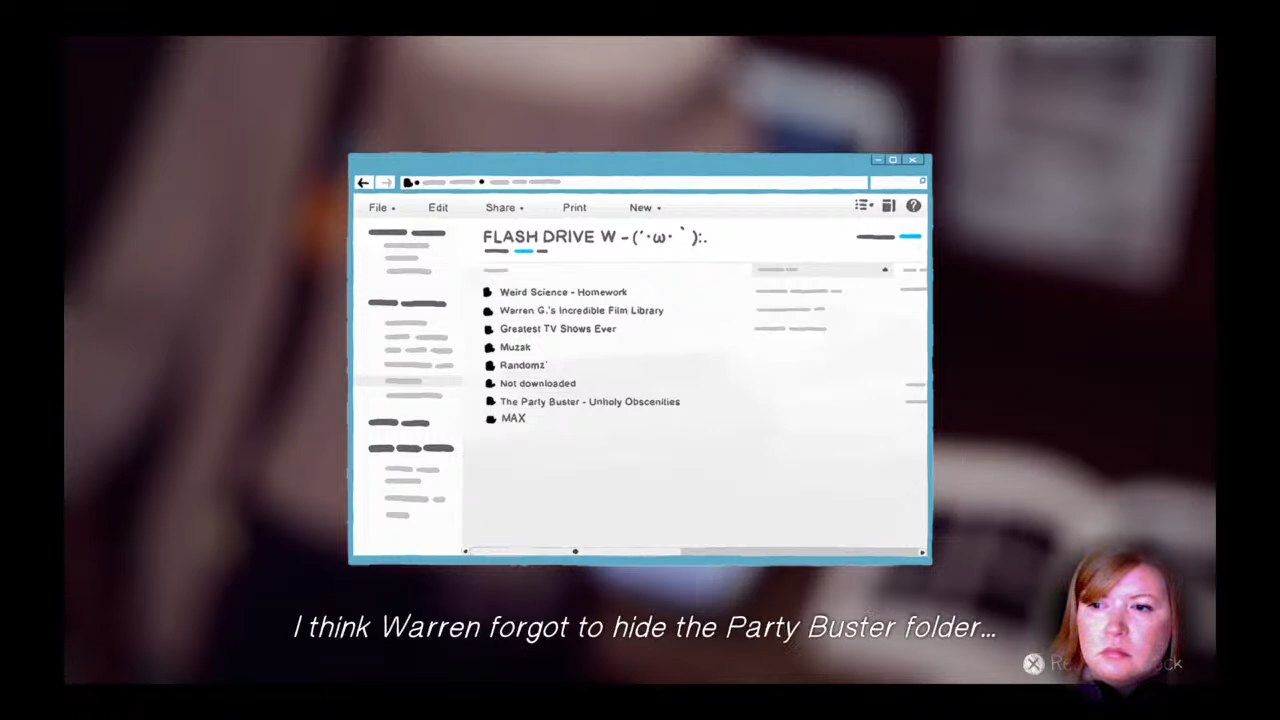 File
Edit
Share
Print
New
FLASH DRIVE W -(´･ω･｀):.
Weird Science - Homework
Warren G.'s Incredible Film Library
Greatest TV Shows Ever
Muzak
Randomz'
Not downloaded
The Party Buster - Unholy Obscenities
MAX
I think Warren forgot to hide the Party Buster folder...